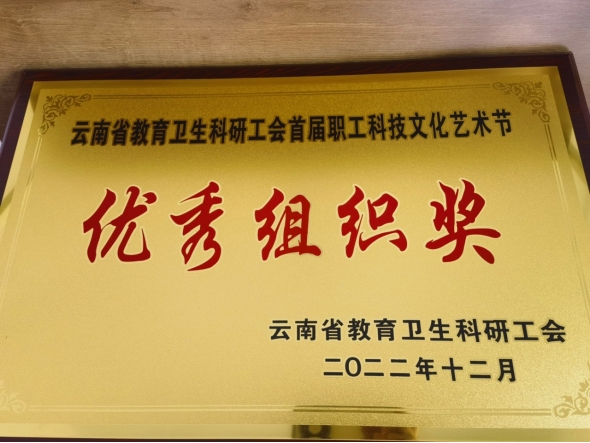 云南省教育卫生科研工会首届职工科技文化艺术节
优秀组织奖
云南省教育卫生科研工会
二〇二二年十二月